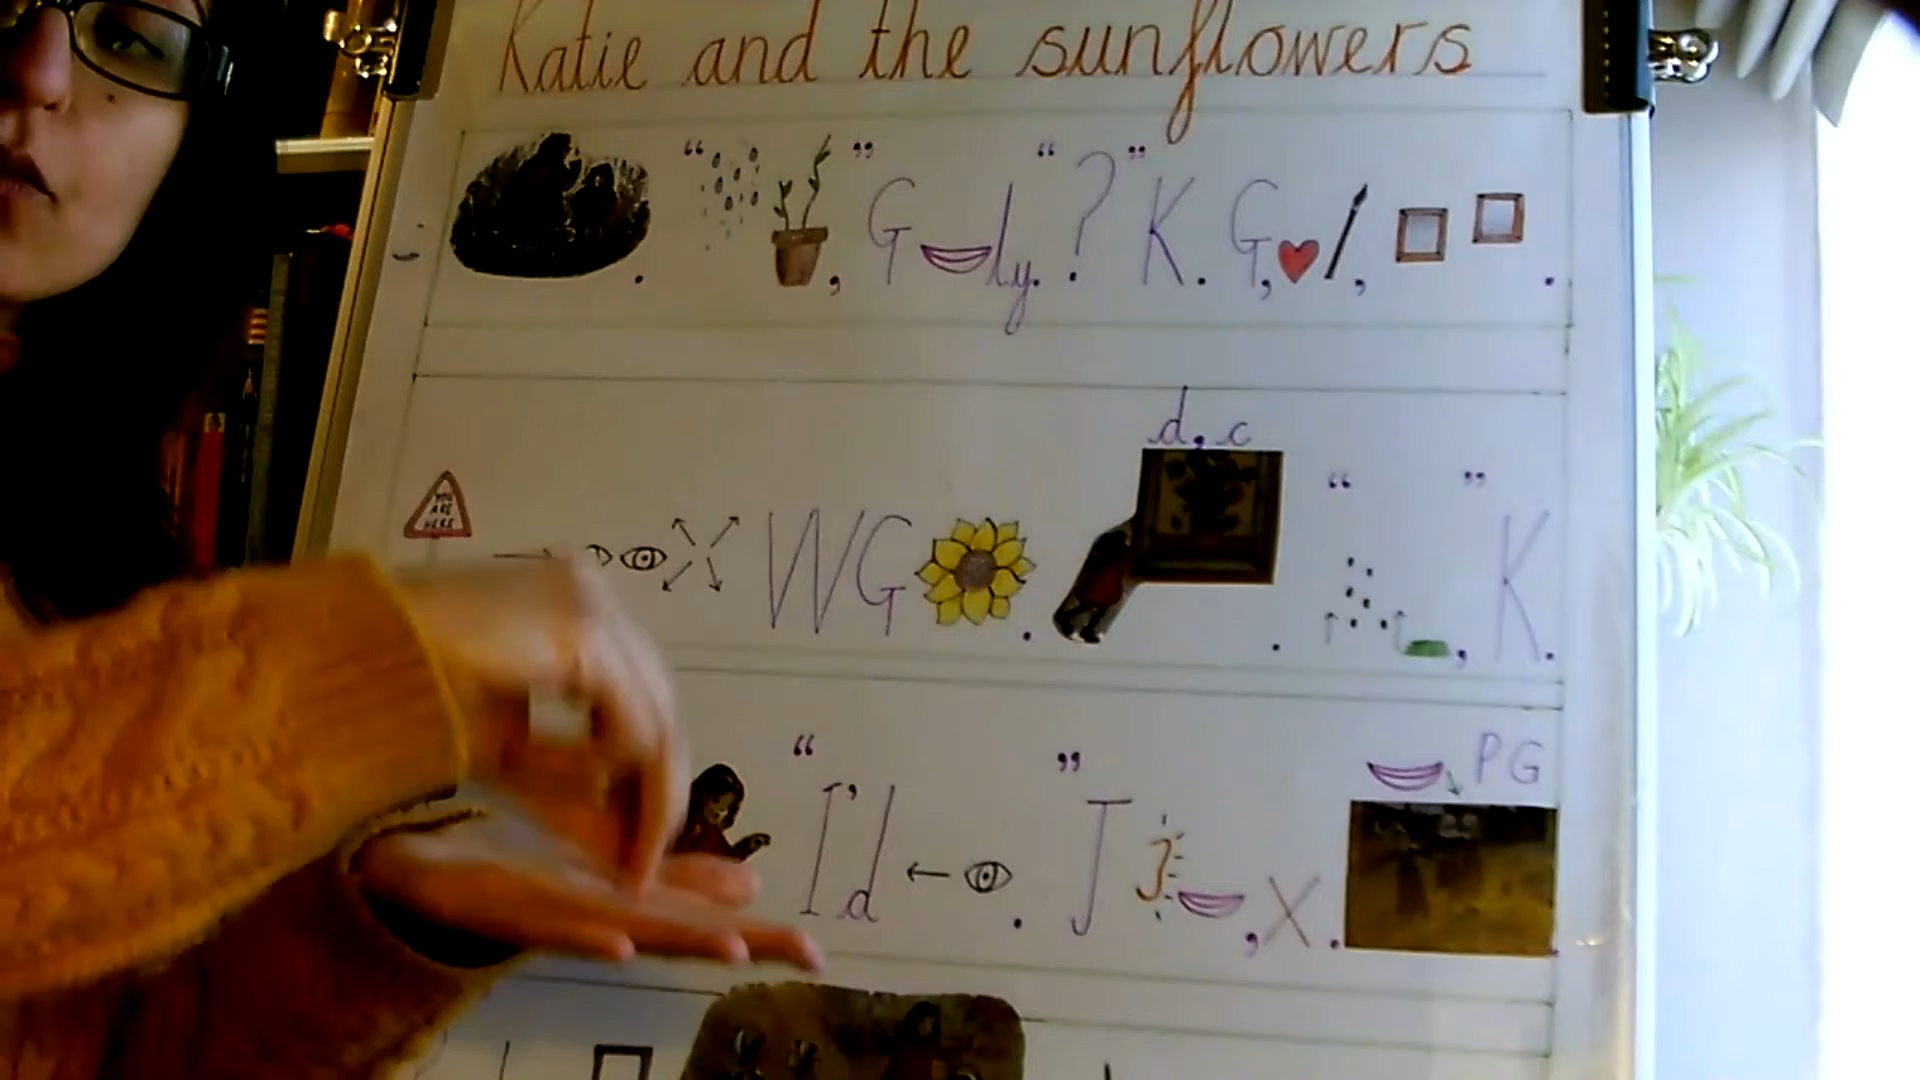 Katie and the sunflowers
“ ”, G ly. “?” K. G, , .
d, c
YOU
ARE
HERE
WG . . “ ”, K.
PG
“I'd . ” J , X.